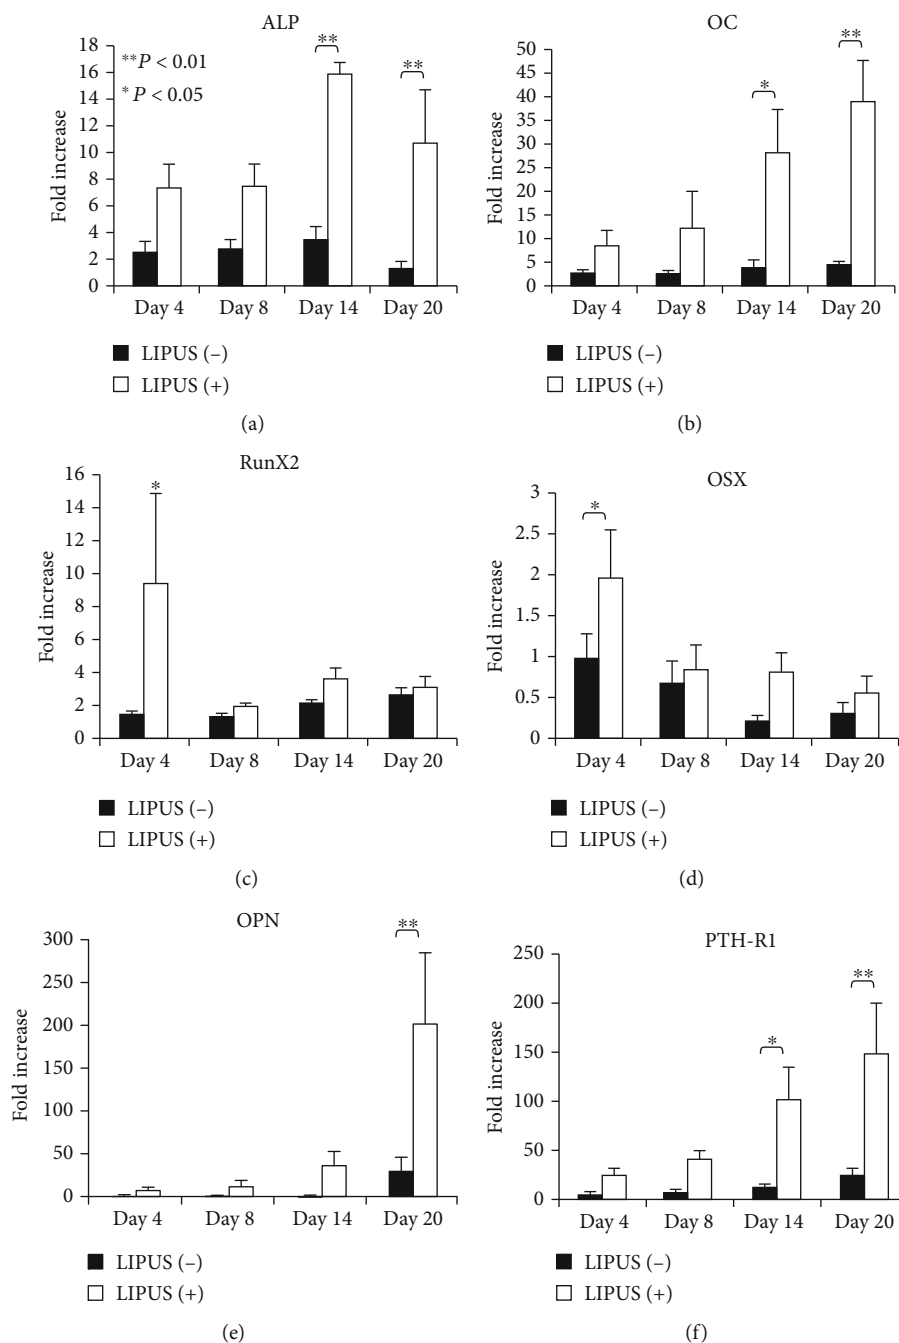 ALP
**P < 0.01
*P < 0.05
Fold increase
18
16
14
12
10
8
6
4
2
0
** **
Day 4 Day 8 Day 14 Day 20
LIPUS (–)
LIPUS (+)
(a)
OC
Fold increase
50
45
40
35
30
25
20
15
10
5
0
* **
Day 4 Day 8 Day 14 Day 20
LIPUS (–)
LIPUS (+)
(b)
RunX2
Fold increase
16
14
12
10
8
6
4
2
0
*
Day 4 Day 8 Day 14 Day 20
LIPUS (–)
LIPUS (+)
(c)
OSX
Fold increase
3
2.5
2
1
1
0.5
0
*
Day 4 Day 8 Day 14 Day 20
LIPUS (–)
LIPUS (+)
(d)
OPN
Fold increase
300
250
200
150
100
50
0
**
Day 4 Day 8 Day 14 Day 20
LIPUS (–)
LIPUS (+)
(e)
PTH-R1
Fold increase
250
200
150
100
50
0
* **
Day 4 Day 8 Day 14 Day 20
LIPUS (–)
LIPUS (+)
(f)